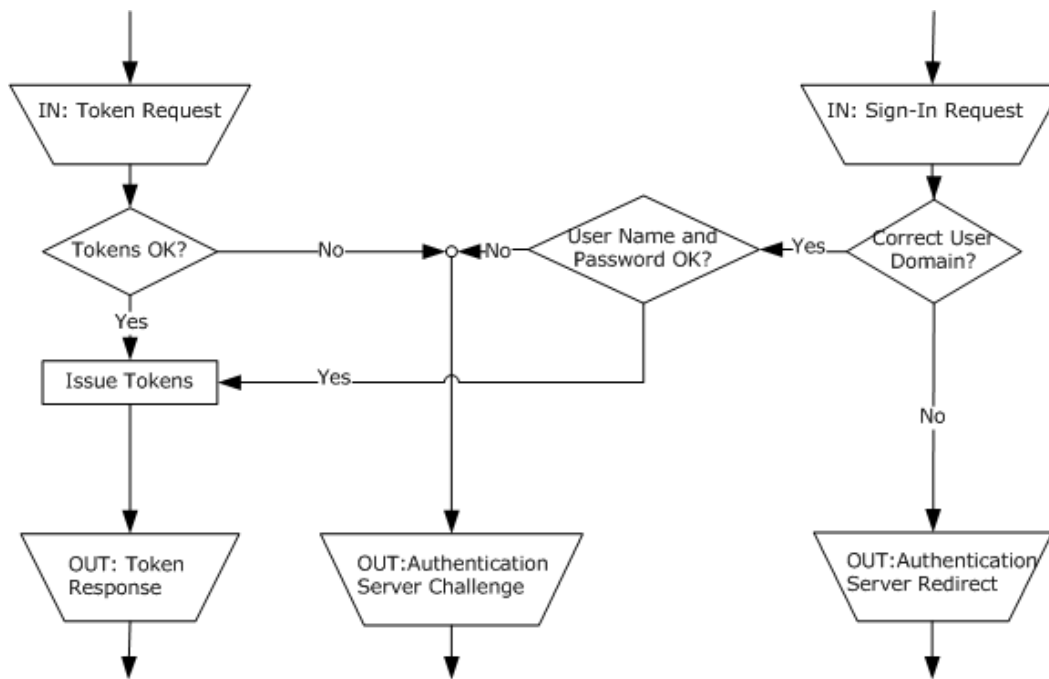 IN: Token Request
IN: Sign-In Request
Tokens OK?
No
No
User Name and
Password OK?
Yes
Correct User
Domain?
Yes
Issue Tokens
Yes
No
OUT: Token
Response
OUT:Authentication
Server Challenge
OUT:Authentication
Server Redirect